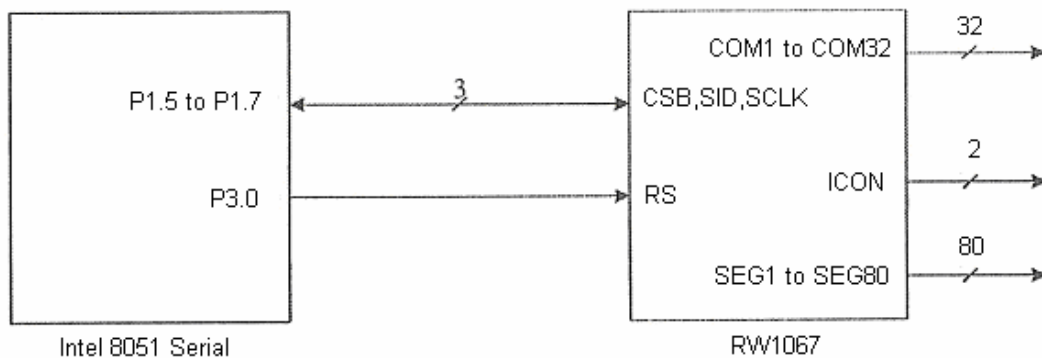 32
COM1 to COM32
P1.5 to P1.7
3
CSB,SID,SCLK
2
P3.0
RS
ICON
80
SEG1 to SEG80
Intel 8051 Serial
RW1067